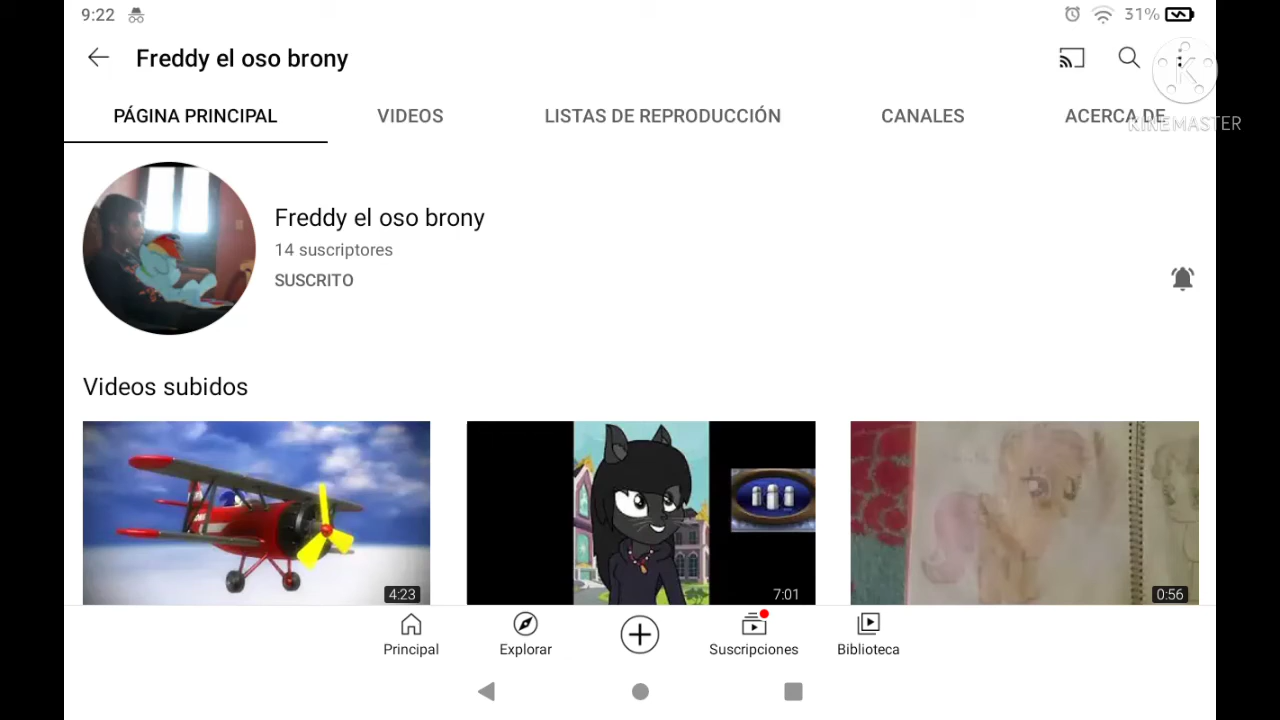 9:22
31%
Freddy el oso brony
KINEMASTER
PÁGINA PRINCIPAL
VIDEOS
LISTAS DE REPRODUCCIÓN
CANALES
ACERCA DE
Freddy el oso brony
14 suscriptores
SUSCRITO
Videos subidos
4:23
7:01
0:56
Principal
Explorar
Suscripciones
Biblioteca